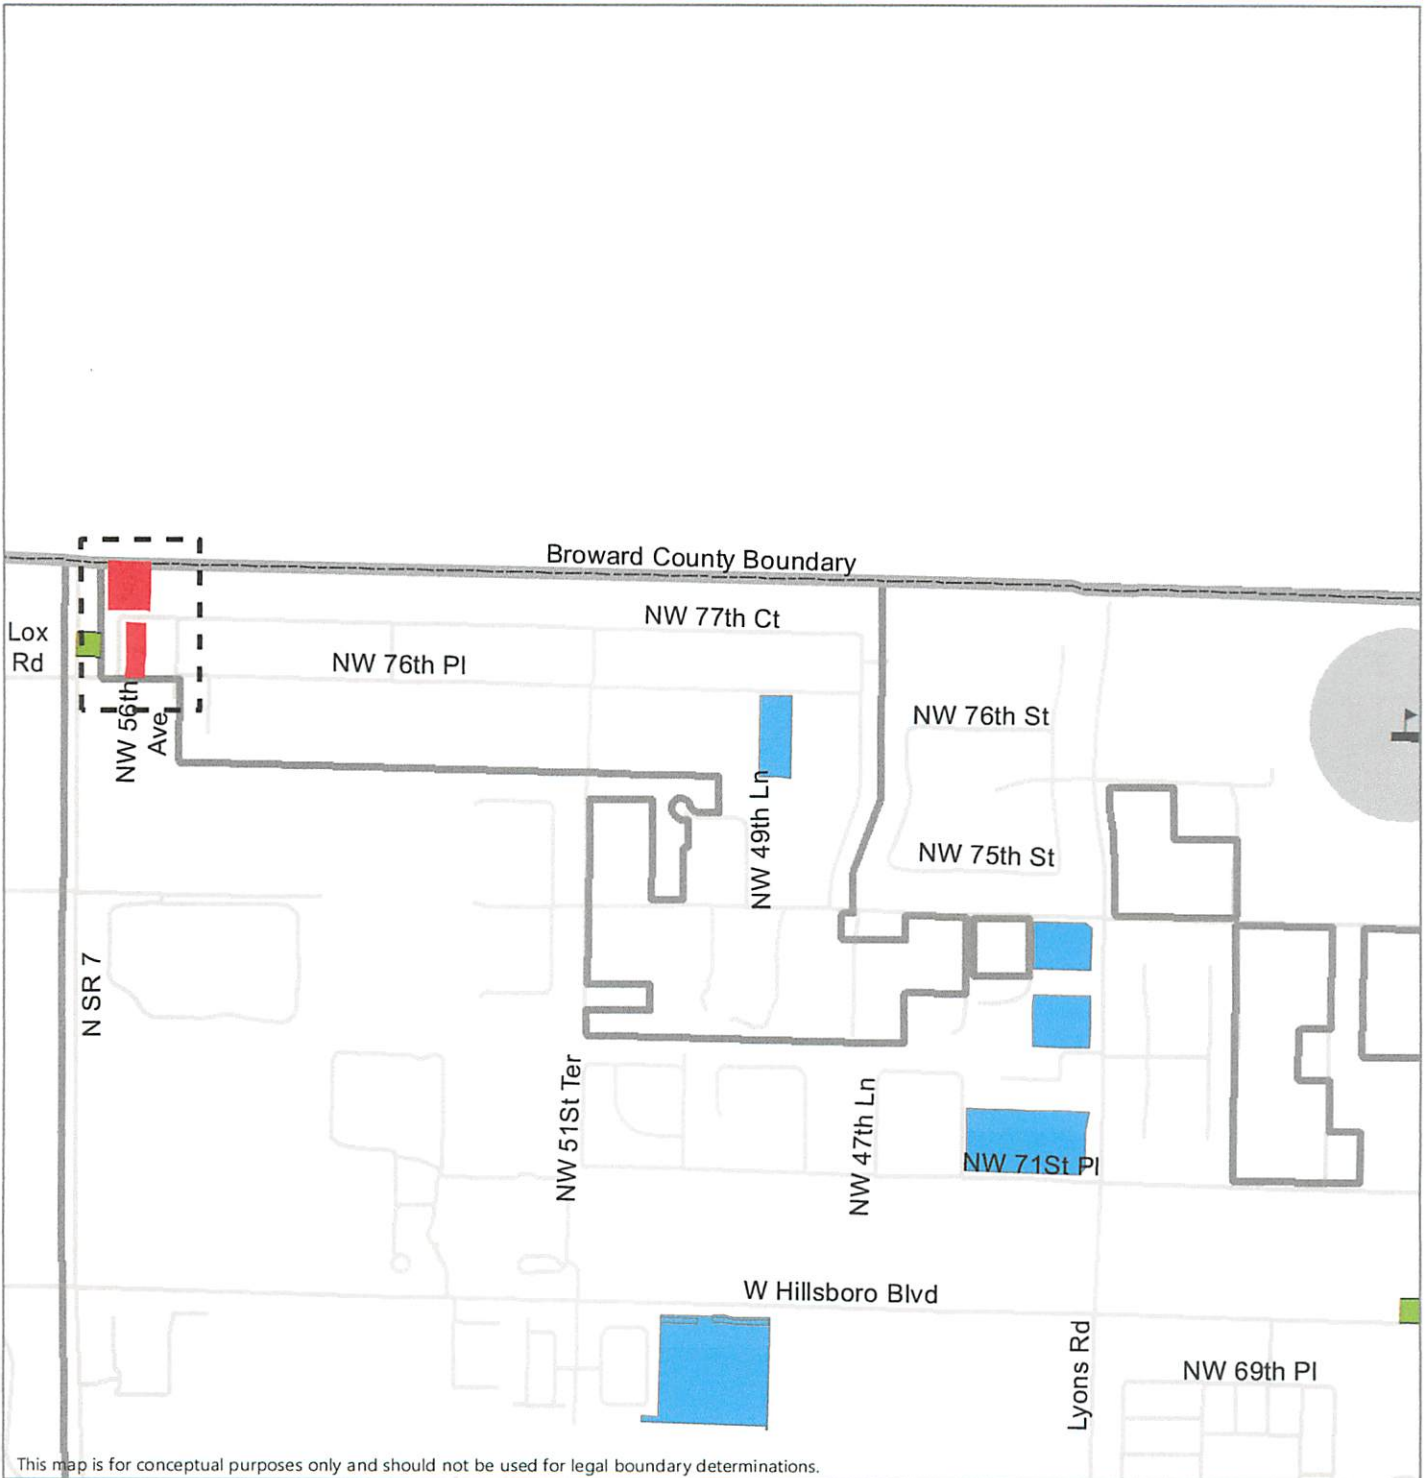 Broward County Boundary
NW 77th Ct
Lox
Rd
NW 76th Pl
NW 56th
Ave
NW 76th St
NW 49th Ln
NW 75th St
N SR 7
NW 51St Ter
NW 47th Ln
NW 71St Pl
W Hillsboro Blvd
Lyons Rd
NW 69th Pl
This map is for conceptual purposes only and should not be used for legal boundary determinations.